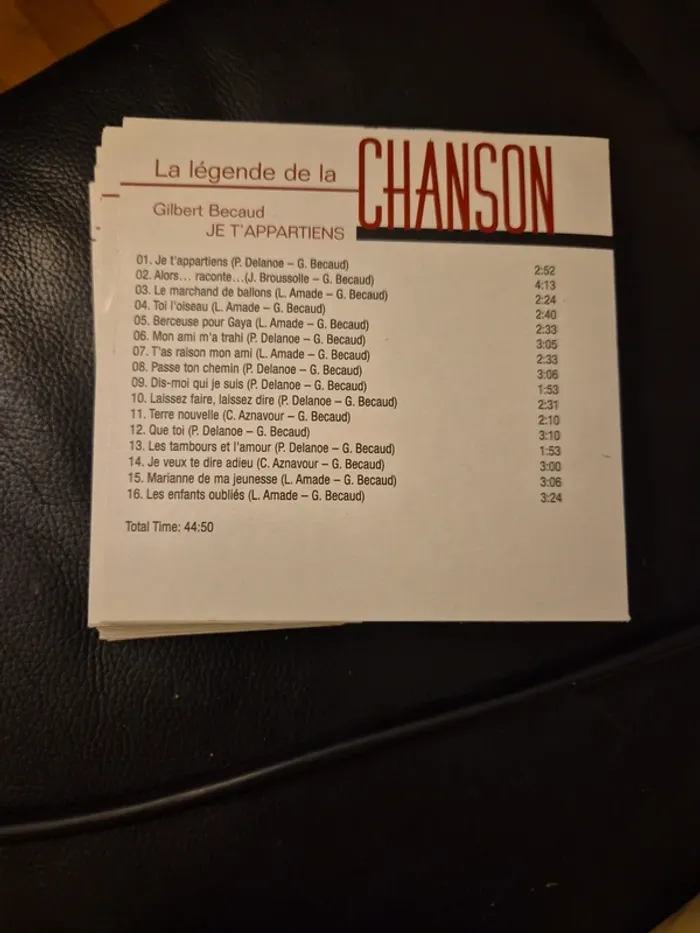 La légende de la CHANSON
Gilbert Becaud
JE T'APPARTIENS
01. Je t'appartiens (P. Delanoe – G. Becaud) 2:52
02. Alors... raconte...(J. Broussolle – G. Becaud) 4:13
03. Le marchand de ballons (L. Amade – G. Becaud) 2:24
04. Toi l'oiseau (L. Amade – G. Becaud) 2:40
05. Berceuse pour Gaya (L. Amade – G. Becaud) 2:33
06. Mon ami m'a trahi (P. Delanoe – G. Becaud) 3:05
07. T'as raison mon ami (L. Amade – G. Becaud) 2:33
08. Passe ton chemin (P. Delanoe – G. Becaud) 3:06
09. Dis-moi qui je suis (P. Delanoe – G. Becaud) 1:53
10. Laissez faire, laissez dire (P. Delanoe – G. Becaud) 2:31
11. Terre nouvelle (C. Aznavour – G. Becaud) 2:10
12. Que toi (P. Delanoe – G. Becaud) 3:10
13. Les tambours et l'amour (P. Delanoe – G. Becaud) 1:53
14. Je veux te dire adieu (C. Aznavour – G. Becaud) 3:00
15. Marianne de ma jeunesse (L. Amade – G. Becaud) 3:06
16. Les enfants oubliés (L. Amade – G. Becaud) 3:24
Total Time: 44:50